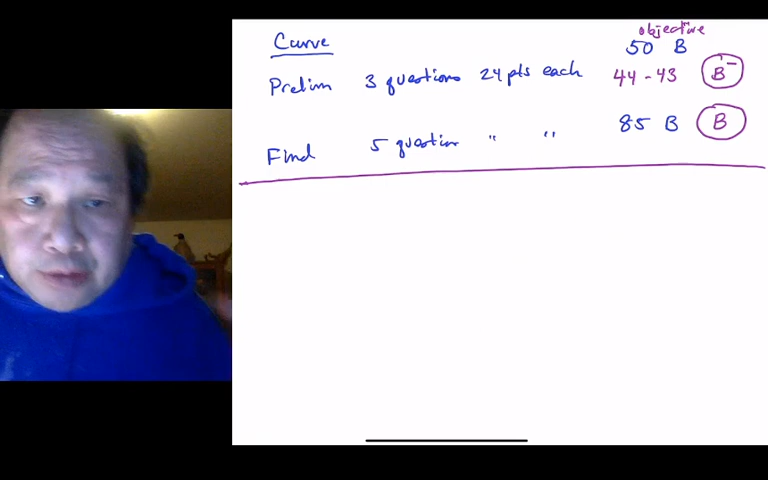 objective
Curve 50 B
Prelim 3 questions 24 pts each 44 - 43 B-
Final 5 question " " 85 B B